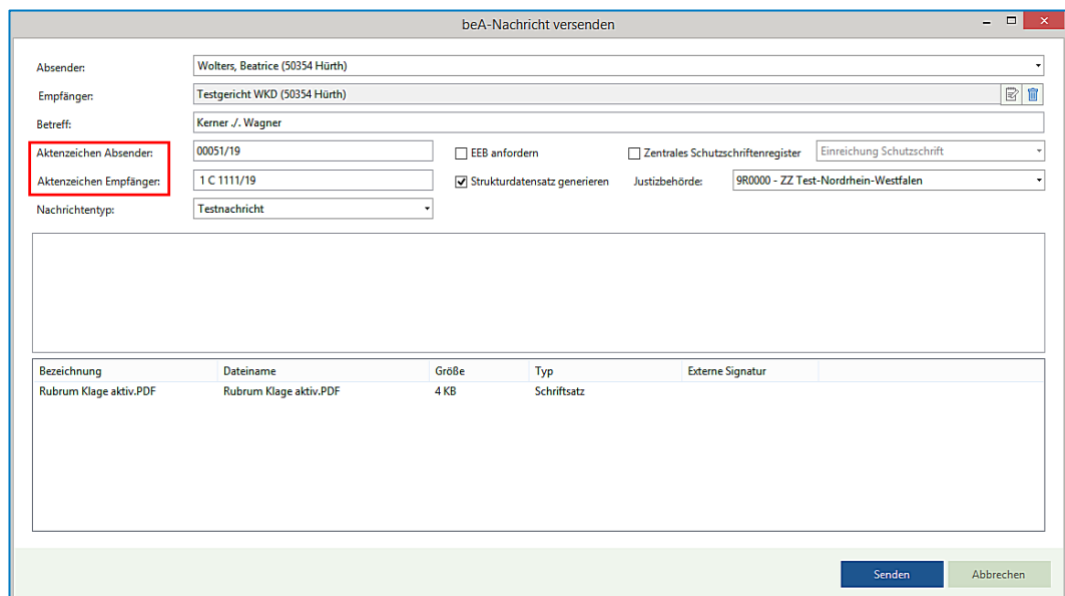 beA-Nachricht versenden
Absender: Wolters, Beatrice (50354 Hürth)
Empfänger: Testgericht WKD (50354 Hürth)
Betreff: Kerner ./. Wagner
Aktenzeichen Absender: 00051/19 EEB anfordern Zentrales Schutzschriftenregister Einreichung Schutzschrift
Aktenzeichen Empfänger: 1 C 1111/19 Strukturdatensatz generieren Justizbehörde: 9R0000 - ZZ Test-Nordrhein-Westfalen
Nachrichtentyp: Testnachricht
Bezeichnung Dateiname Größe Typ Externe Signatur
Rubrum Klage aktiv.PDF Rubrum Klage aktiv.PDF 4 KB Schriftsatz
Senden Abbrechen